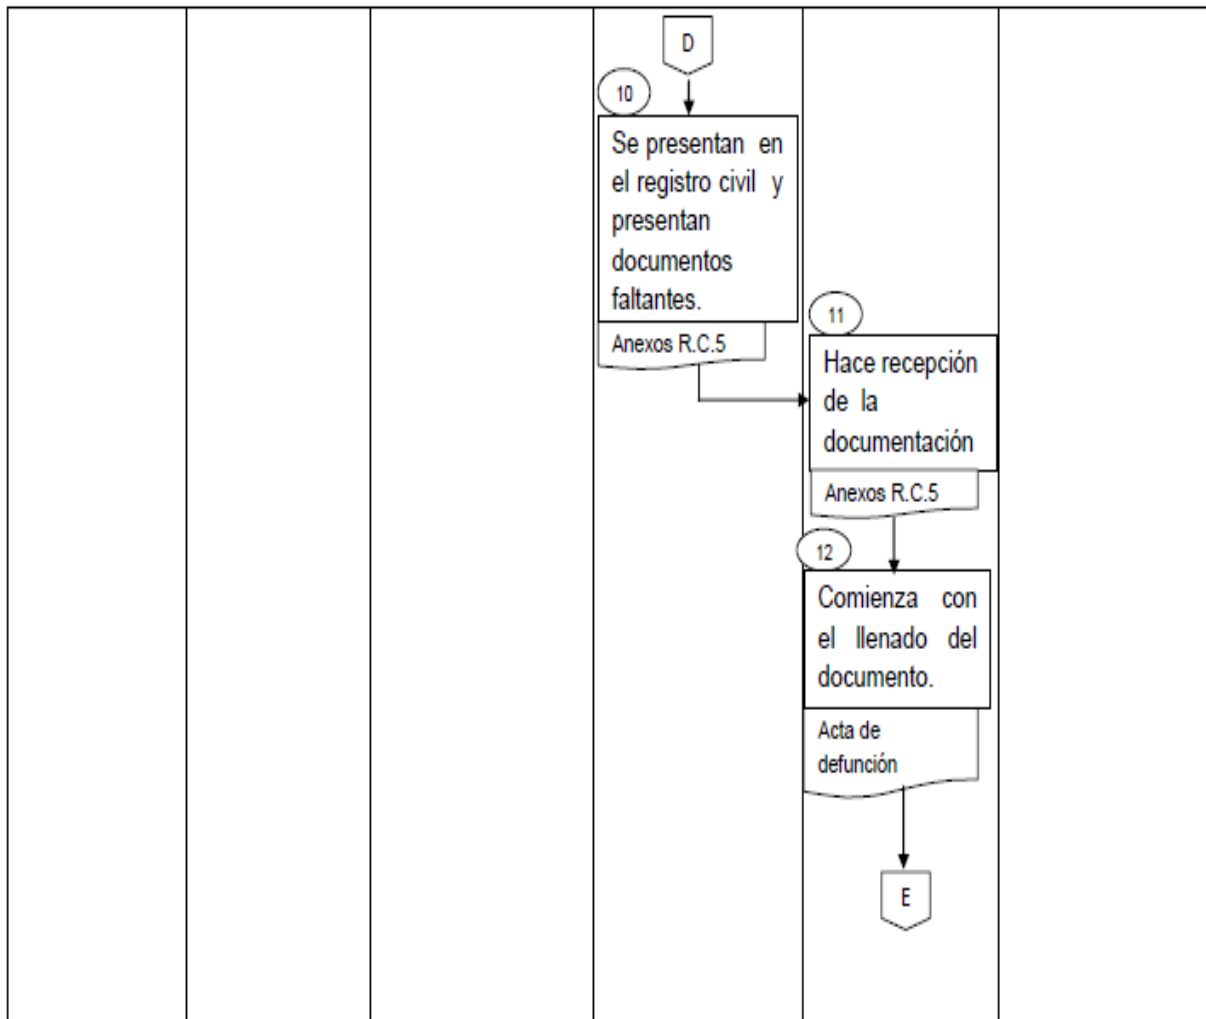 D
10
Se presentan en
el registro civil y
presentan
documentos
faltantes.
Anexos R.C.5
11
Hace recepción
de la
documentación
Anexos R.C.5
12
Comienza con
el llenado del
documento.
Acta de
defunción
E